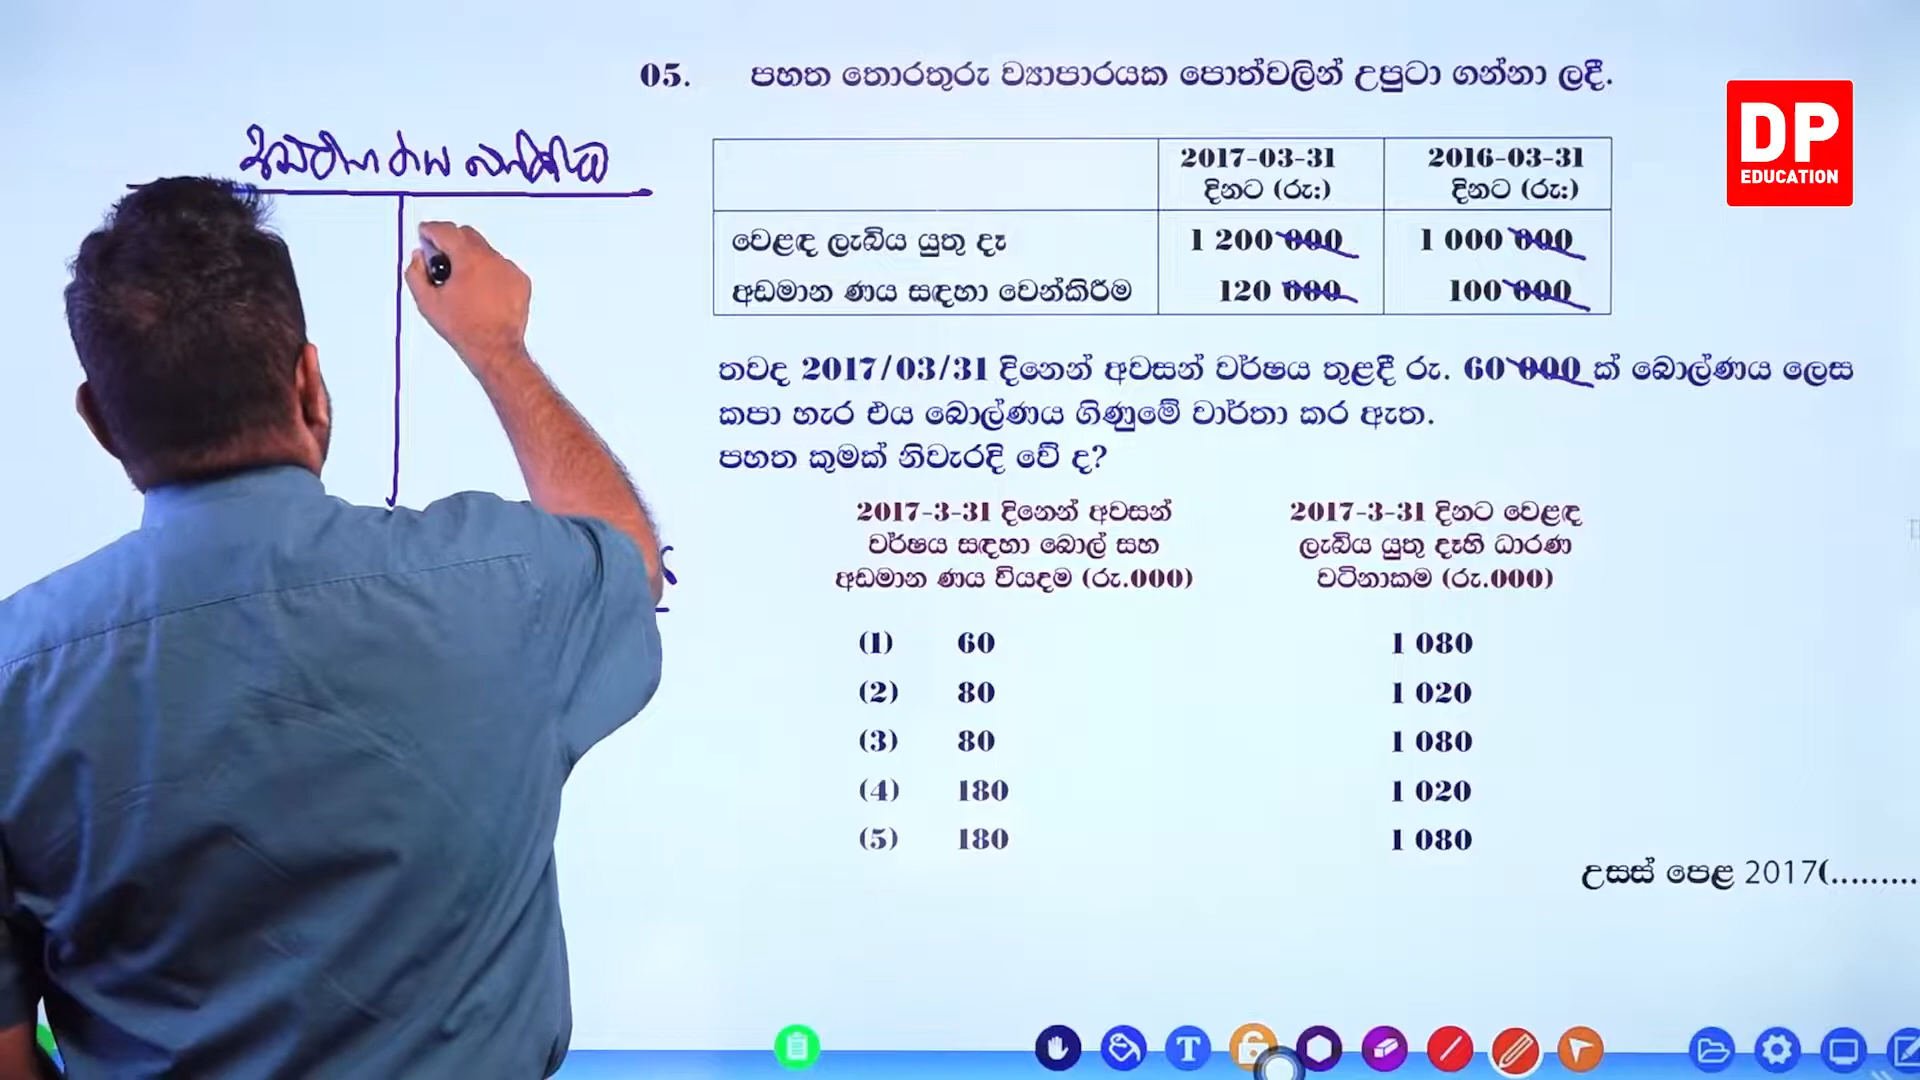 05. පහත තොරතුරු ව්‍යාපාරයක පොත්වලින් උපුටා ගන්නා ලදී.
DP
EDUCATION
2017-03-31 දිනට (රු:) 2016-03-31 දිනට (රු:)
වෙළඳ ලැබිය යුතු දෑ 1 200 000 1 000 000
අඩමාන ණය සඳහා වෙන්කිරීම 120 000 100 000
තවද 2017/03/31 දිනෙන් අවසන් වර්ෂය තුළදී රු. 60 000 ක් බොල්ණය ලෙස
කපා හැර එය බොල්ණය ගිණුමේ වාර්තා කර ඇත.
පහත කුමක් නිවැරදි වේ ද?
2017-3-31 දිනෙන් අවසන් වර්ෂය සඳහා බොල් සහ අඩමාන ණය වියදම (රු.000)
2017-3-31 දිනට වෙළඳ ලැබිය යුතු දෑහි ධාරණ වටිනාකම (රු.000)
(1) 60 1 080
(2) 80 1 020
(3) 80 1 080
(4) 180 1 020
(5) 180 1 080
උසස් පෙළ 2017(.........